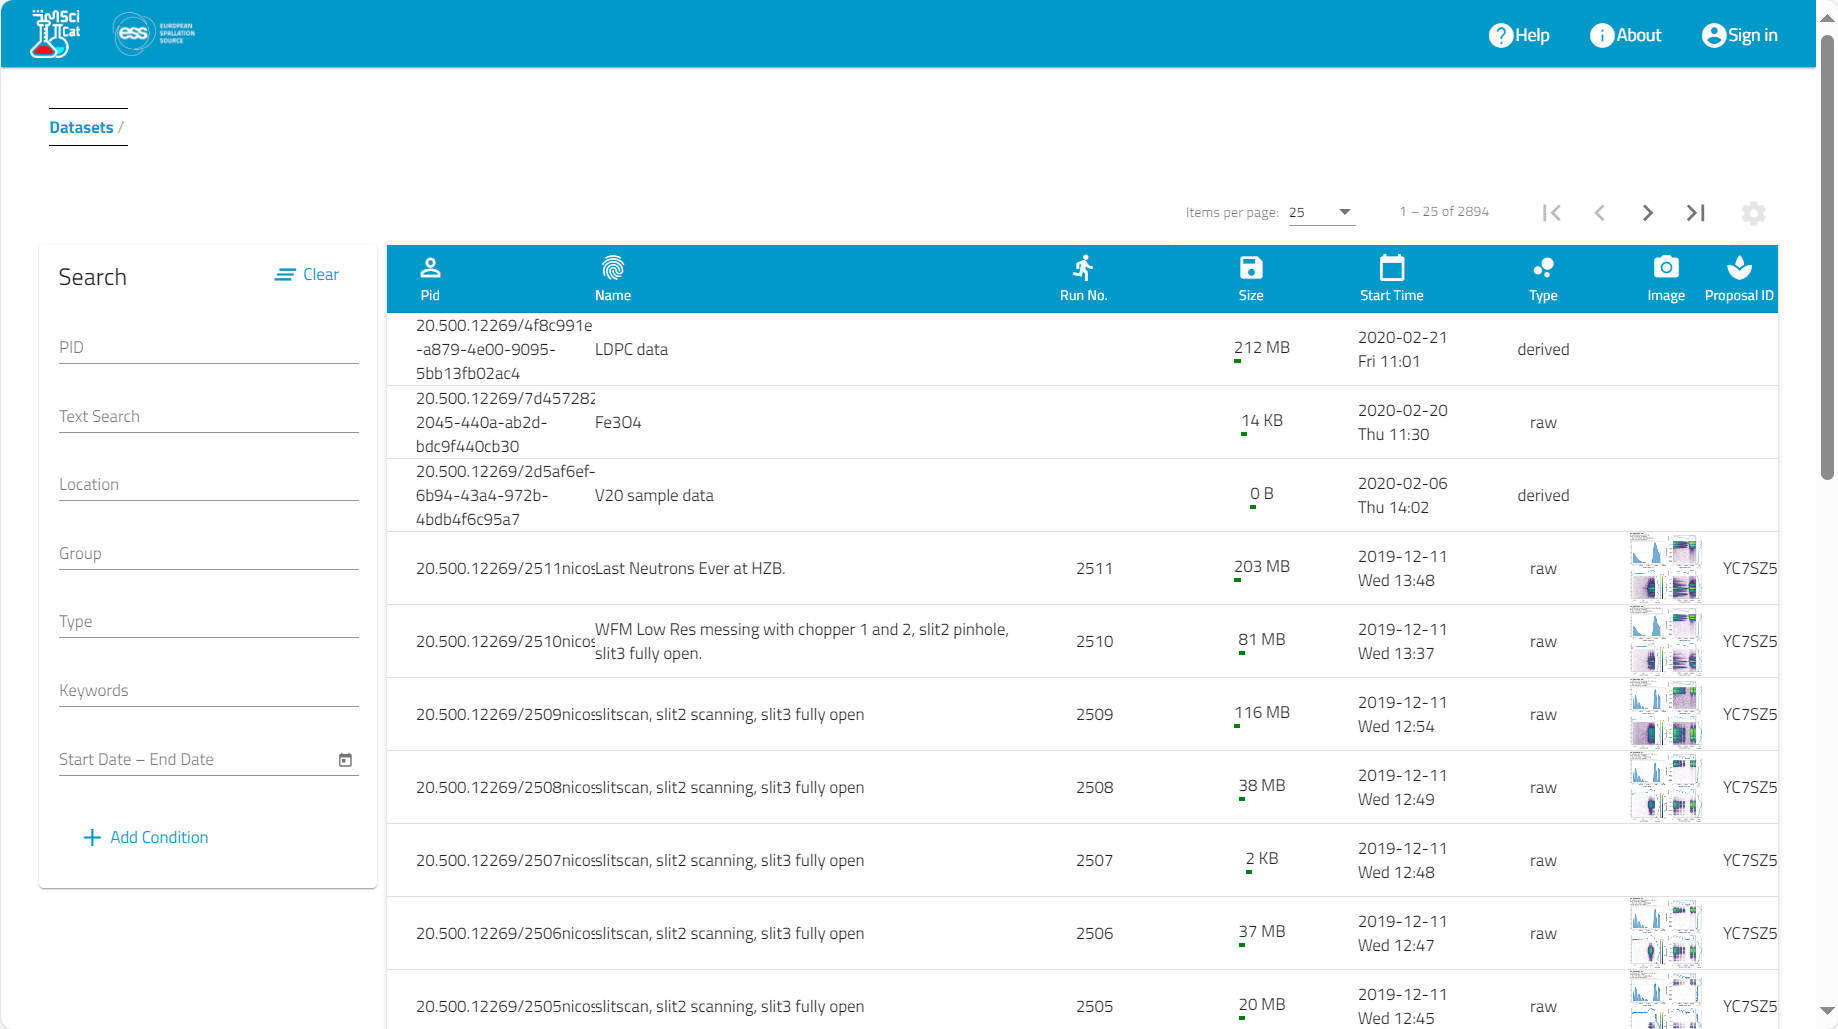 Sci
Cat
ess
EUROPEAN
SPALLATION
SOURCE
Help
About
Sign in
Datasets /
Items per page: 25
1 – 25 of 2894
Search
Clear
PID
Text Search
Location
Group
Type
Keywords
Start Date – End Date
Add Condition
Pid Name Run No. Size Start Time Type Image Proposal ID
20.500.12269/4f8c991e
-a879-4e00-9095-
5bb13fb02ac4
LDPC data
212 MB
2020-02-21
Fri 11:01
derived
20.500.12269/7d457282
2045-440a-ab2d-
bdc9f440cb30
Fe3O4
14 KB
2020-02-20
Thu 11:30
raw
20.500.12269/2d5af6ef-
6b94-43a4-972b-
4bdb4f6c95a7
V20 sample data
0 B
2020-02-06
Thu 14:02
derived
20.500.12269/2511nicos
Last Neutrons Ever at HZB.
2511
203 MB
2019-12-11
Wed 13:48
raw
YC7SZ5
20.500.12269/2510nicos
WFM Low Res messing with chopper 1 and 2, slit2 pinhole,
slit3 fully open.
2510
81 MB
2019-12-11
Wed 13:37
raw
YC7SZ5
20.500.12269/2509nicos
slitscan, slit2 scanning, slit3 fully open
2509
116 MB
2019-12-11
Wed 12:54
raw
YC7SZ5
20.500.12269/2508nicos
slitscan, slit2 scanning, slit3 fully open
2508
38 MB
2019-12-11
Wed 12:49
raw
YC7SZ5
20.500.12269/2507nicos
slitscan, slit2 scanning, slit3 fully open
2507
2 KB
2019-12-11
Wed 12:48
raw
YC7SZ5
20.500.12269/2506nicos
slitscan, slit2 scanning, slit3 fully open
2506
37 MB
2019-12-11
Wed 12:47
raw
YC7SZ5
20.500.12269/2505nicos
slitscan, slit2 scanning, slit3 fully open
2505
20 MB
2019-12-11
Wed 12:45
raw
YC7SZ5